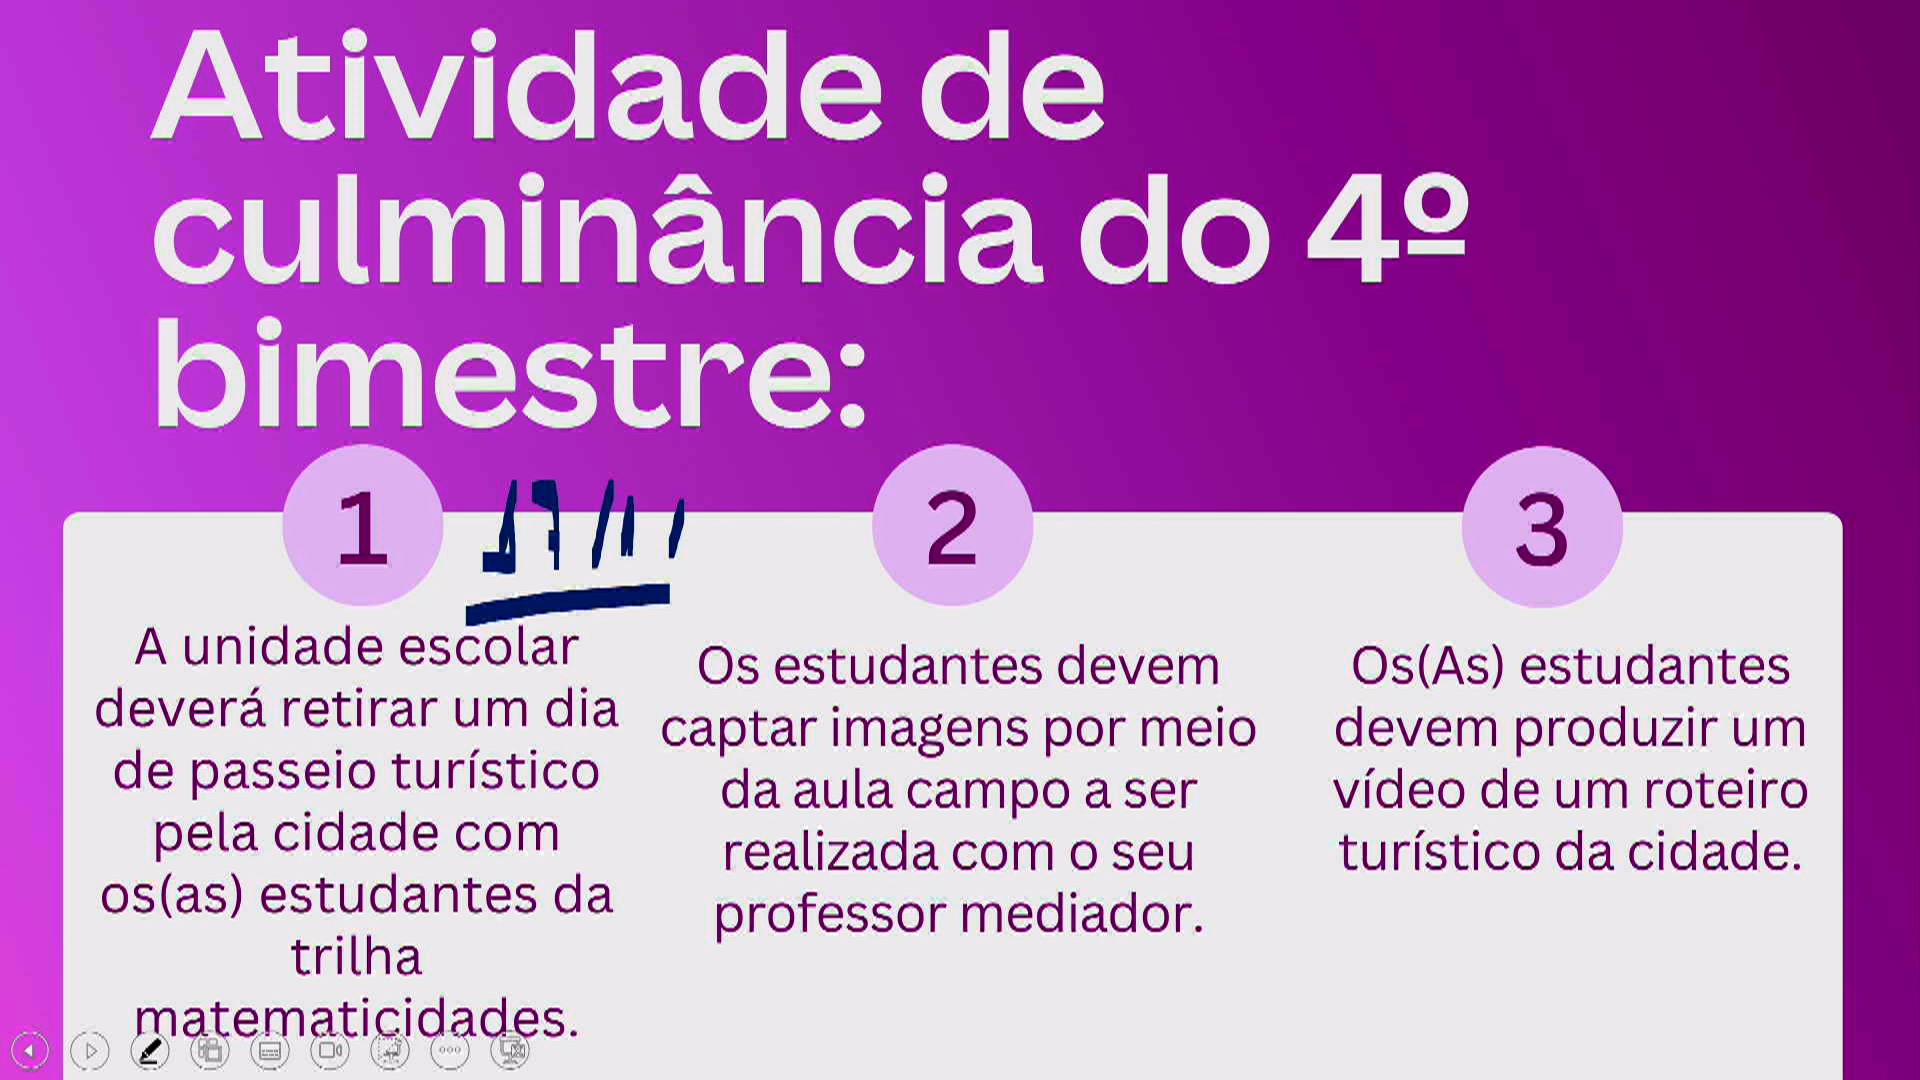 Atividade de
culminância do 4º
bimestre:
1
17/11
A unidade escolar
deverá retirar um dia
de passeio turístico
pela cidade com
os(as) estudantes da
trilha
matematicidades.
2
Os estudantes devem
captar imagens por meio
da aula campo a ser
realizada com o seu
professor mediador.
3
Os(As) estudantes
devem produzir um
vídeo de um roteiro
turístico da cidade.